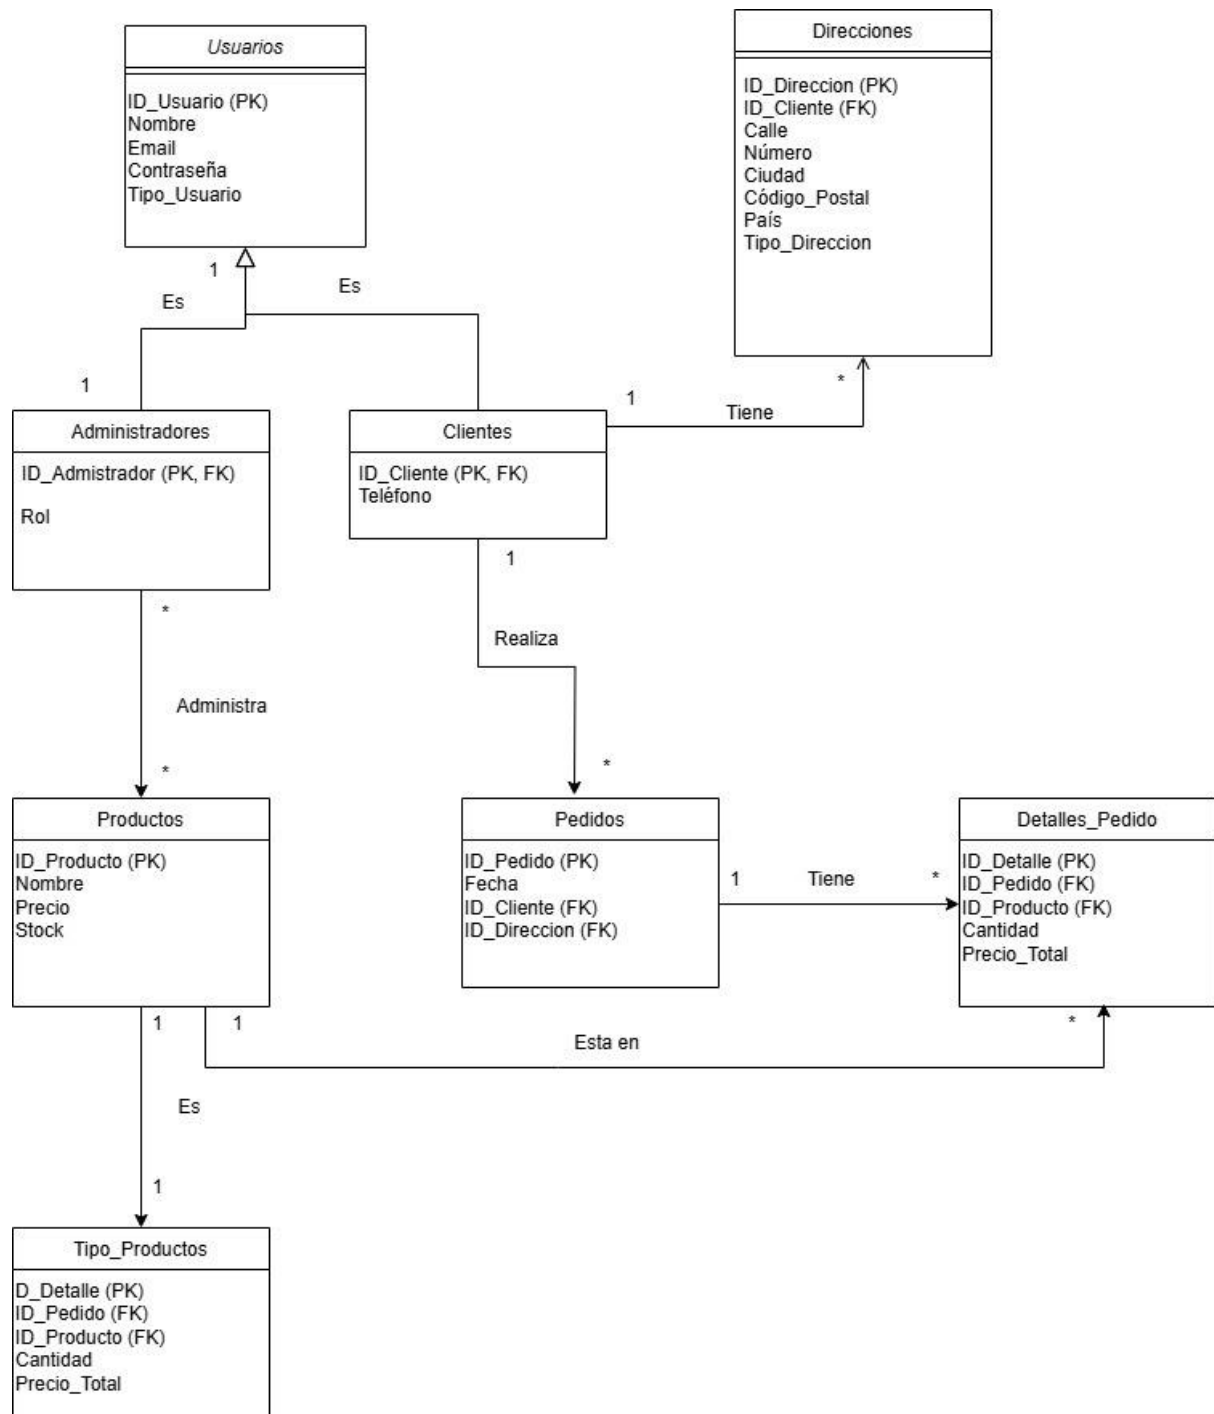 Usuarios
ID_Usuario (PK)
Nombre
Email
Contraseña
Tipo_Usuario
Direcciones
ID_Direccion (PK)
ID_Cliente (FK)
Calle
Número
Ciudad
Código_Postal
País
Tipo_Direccion
1
Es
Es
1
1
Tiene
*
Administradores
ID_Admistrador (PK, FK)
Rol
Clientes
ID_Cliente (PK, FK)
Teléfono
*
Administra
*
1
Realiza
*
Productos
ID_Producto (PK)
Nombre
Precio
Stock
Pedidos
ID_Pedido (PK)
Fecha
ID_Cliente (FK)
ID_Direccion (FK)
1
Tiene
*
Detalles_Pedido
ID_Detalle (PK)
ID_Pedido (FK)
ID_Producto (FK)
Cantidad
Precio_Total
1
1
Esta en
*
Es
1
Tipo_Productos
D_Detalle (PK)
ID_Pedido (FK)
ID_Producto (FK)
Cantidad
Precio_Total